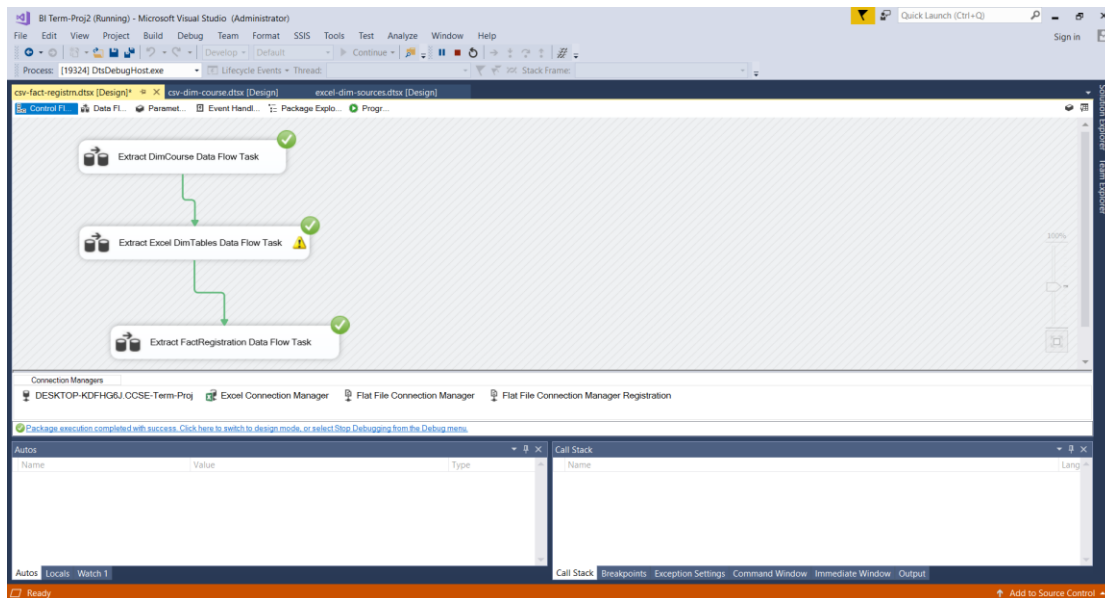 BI Term-Proj2 (Running) - Microsoft Visual Studio (Administrator)
Quick Launch (Ctrl+Q)
File Edit View Project Build Debug Team Format SSIS Tools Test Analyze Window Help
Sign in
Develop Default Continue
Process: [19324] DtsDebugHost.exe Lifecycle Events Thread: Stack Frame:
csv-fact-registrn.dtsx [Design]* csv-dim-course.dtsx [Design] excel-dim-sources.dtsx [Design]
Control Fl... Data Fl... Paramet... Event Handl... Package Explo... Progr...
Solution Explorer
Team Explorer
Extract DimCourse Data Flow Task
Extract Excel DimTables Data Flow Task
100%
Extract FactRegistration Data Flow Task
Connection Managers
DESKTOP-KDFHG6J.CCSE-Term-Proj Excel Connection Manager Flat File Connection Manager Flat File Connection Manager Registration
Package execution completed with success. Click here to switch to design mode, or select Stop Debugging from the Debug menu.
Autos
Name Value Type
Call Stack
Name Lang
Autos Locals Watch 1
Call Stack Breakpoints Exception Settings Command Window Immediate Window Output
Ready
Add to Source Control